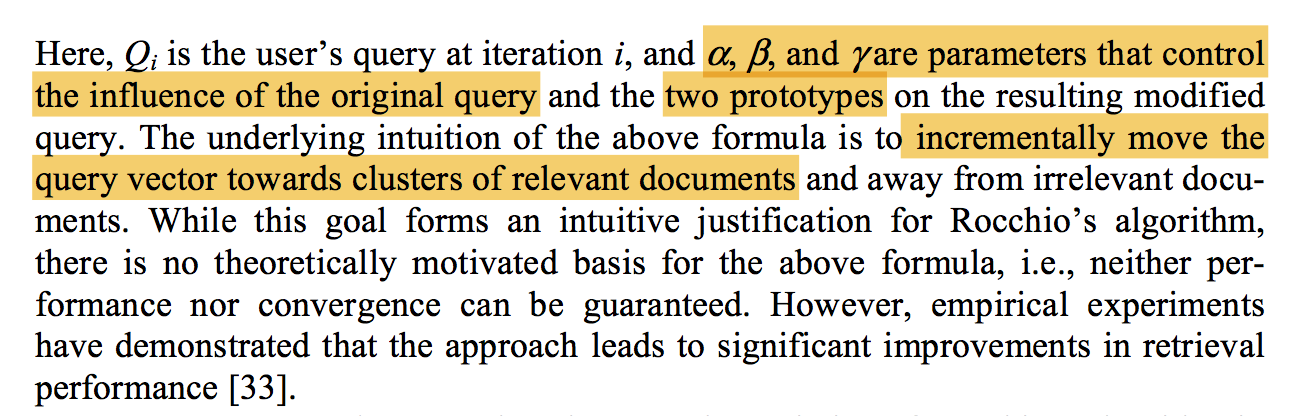 Here, Qi is the user's query at iteration i, and α, β, and γ are parameters that control
the influence of the original query and the two prototypes on the resulting modified
query. The underlying intuition of the above formula is to incrementally move the
query vector towards clusters of relevant documents and away from irrelevant docu-
ments. While this goal forms an intuitive justification for Rocchio's algorithm,
there is no theoretically motivated basis for the above formula, i.e., neither per-
formance nor convergence can be guaranteed. However, empirical experiments
have demonstrated that the approach leads to significant improvements in retrieval
performance [33].